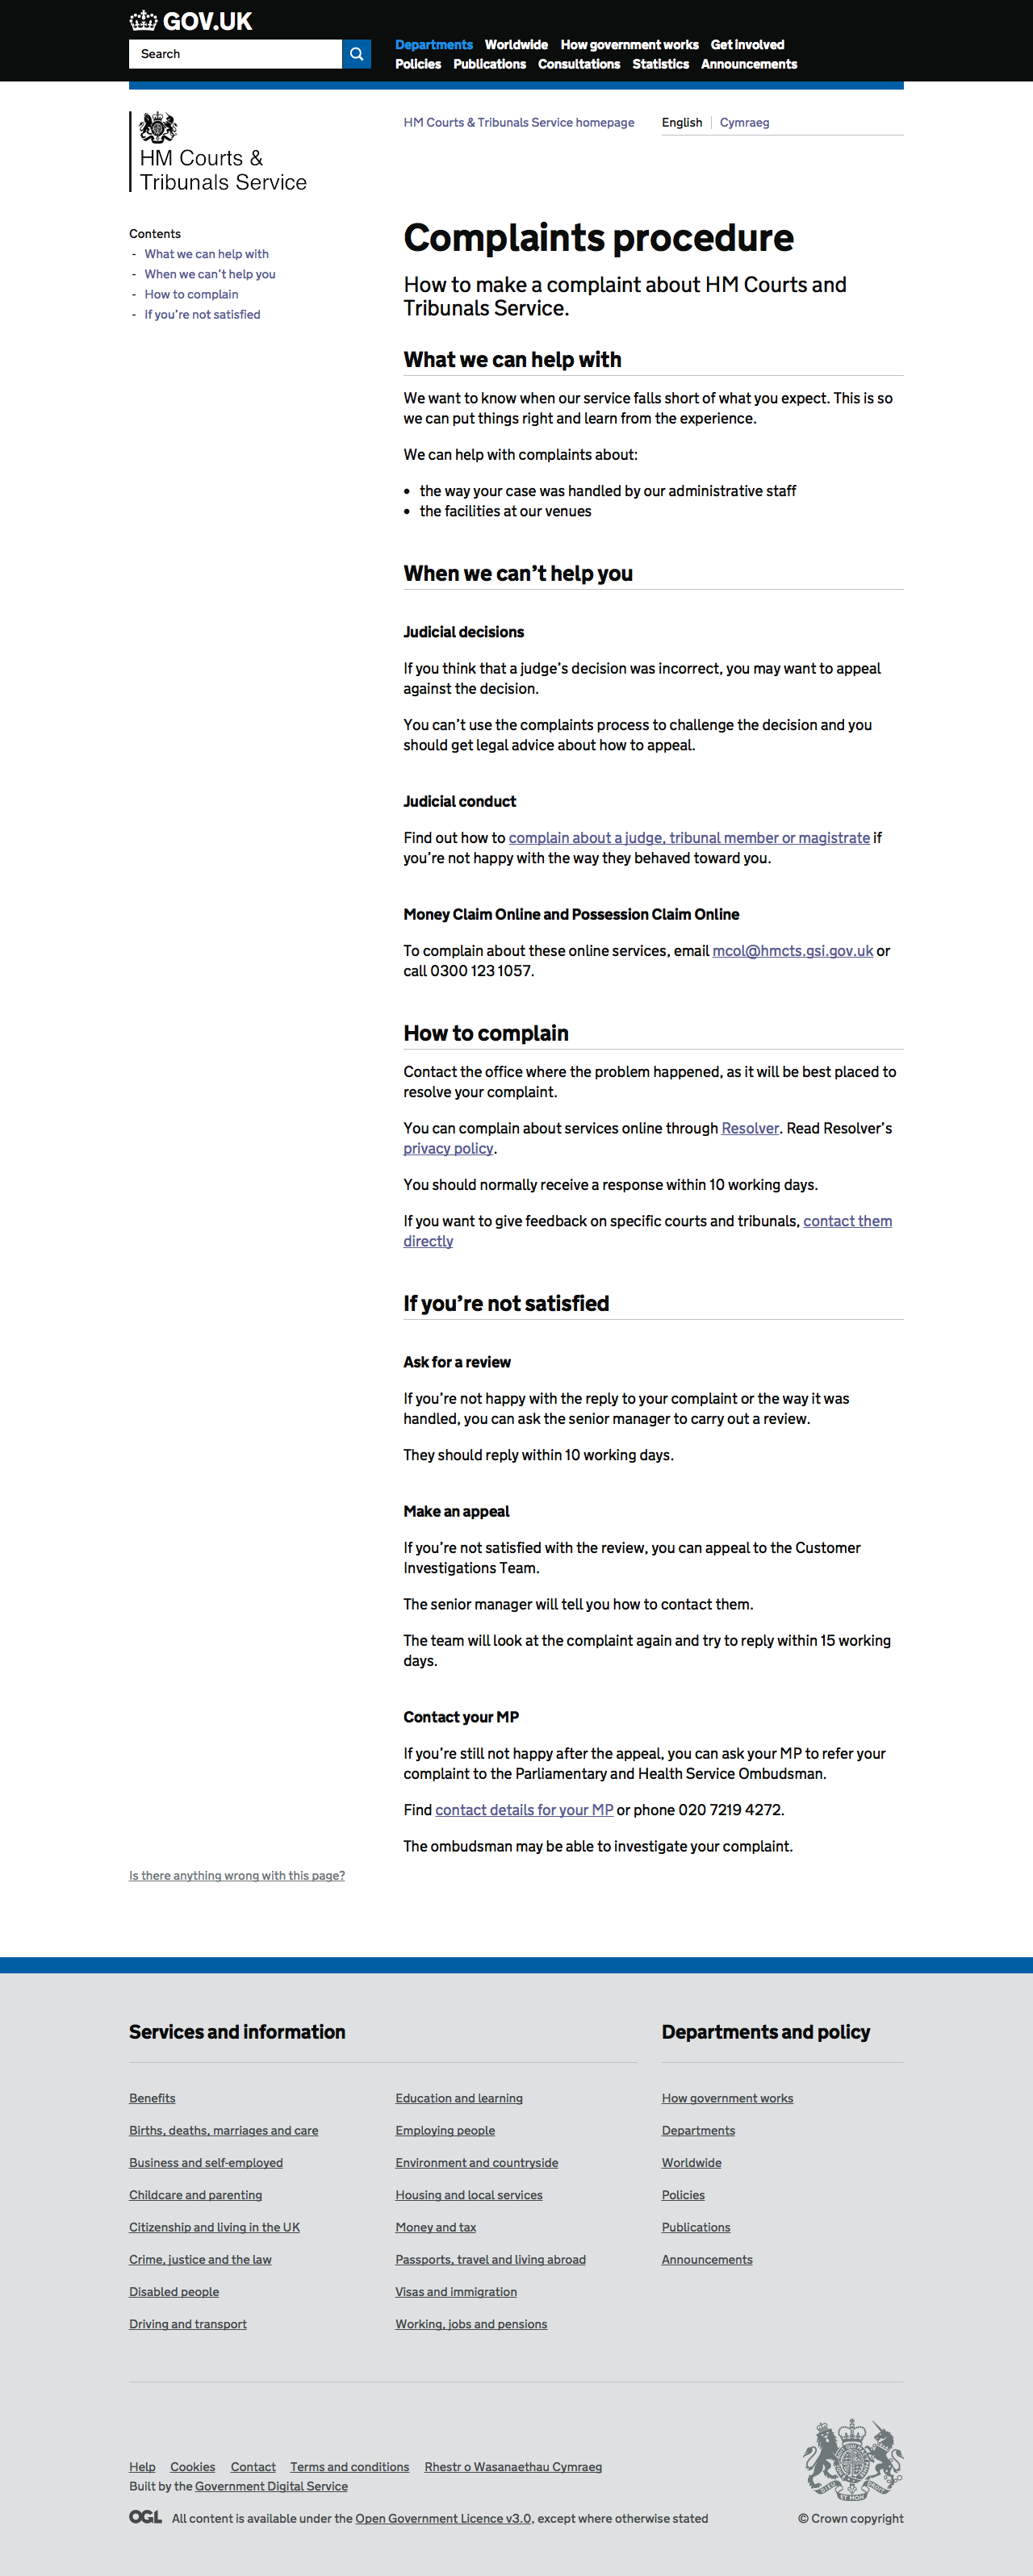 GOV.UK
Search
Departments Worldwide How government works Get involved
Policies Publications Consultations Statistics Announcements
HM Courts &
Tribunals Service
HM Courts & Tribunals Service homepage
English Cymraeg
Contents
- What we can help with
- When we can’t help you
- How to complain
- If you’re not satisfied
Complaints procedure
How to make a complaint about HM Courts and
Tribunals Service.
What we can help with
We want to know when our service falls short of what you expect. This is so
we can put things right and learn from the experience.
We can help with complaints about:
• the way your case was handled by our administrative staff
• the facilities at our venues
When we can’t help you
Judicial decisions
If you think that a judge’s decision was incorrect, you may want to appeal
against the decision.
You can’t use the complaints process to challenge the decision and you
should get legal advice about how to appeal.
Judicial conduct
Find out how to complain about a judge, tribunal member or magistrate if
you’re not happy with the way they behaved toward you.
Money Claim Online and Possession Claim Online
To complain about these online services, email mcol@hmcts.gsi.gov.uk or
call 0300 123 1057.
How to complain
Contact the office where the problem happened, as it will be best placed to
resolve your complaint.
You can complain about services online through Resolver. Read Resolver’s
privacy policy.
You should normally receive a response within 10 working days.
If you want to give feedback on specific courts and tribunals, contact them
directly
If you’re not satisfied
Ask for a review
If you’re not happy with the reply to your complaint or the way it was
handled, you can ask the senior manager to carry out a review.
They should reply within 10 working days.
Make an appeal
If you’re not satisfied with the review, you can appeal to the Customer
Investigations Team.
The senior manager will tell you how to contact them.
The team will look at the complaint again and try to reply within 15 working
days.
Contact your MP
If you’re still not happy after the appeal, you can ask your MP to refer your
complaint to the Parliamentary and Health Service Ombudsman.
Find contact details for your MP or phone 020 7219 4272.
The ombudsman may be able to investigate your complaint.
Is there anything wrong with this page?
Services and information
Benefits
Births, deaths, marriages and care
Business and self-employed
Childcare and parenting
Citizenship and living in the UK
Crime, justice and the law
Disabled people
Driving and transport
Education and learning
Employing people
Environment and countryside
Housing and local services
Money and tax
Passports, travel and living abroad
Visas and immigration
Working, jobs and pensions
Departments and policy
How government works
Departments
Worldwide
Policies
Publications
Announcements
Help Cookies Contact Terms and conditions Rhestr o Wasanaethau Cymraeg
Built by the Government Digital Service
OGL All content is available under the Open Government Licence v3.0, except where otherwise stated
© Crown copyright